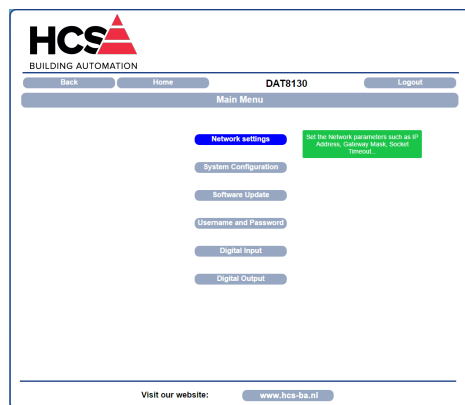 HCS
BUILDING AUTOMATION
Back Home DAT8130 Logout
Main Menu
Network settings
Set the Network parameters such as IP
Address, Gateway Mask, Socket
Timeout...
System Configuration
Software Update
Username and Password
Digital Input
Digital Output
Visit our website: www.hcs-ba.nl